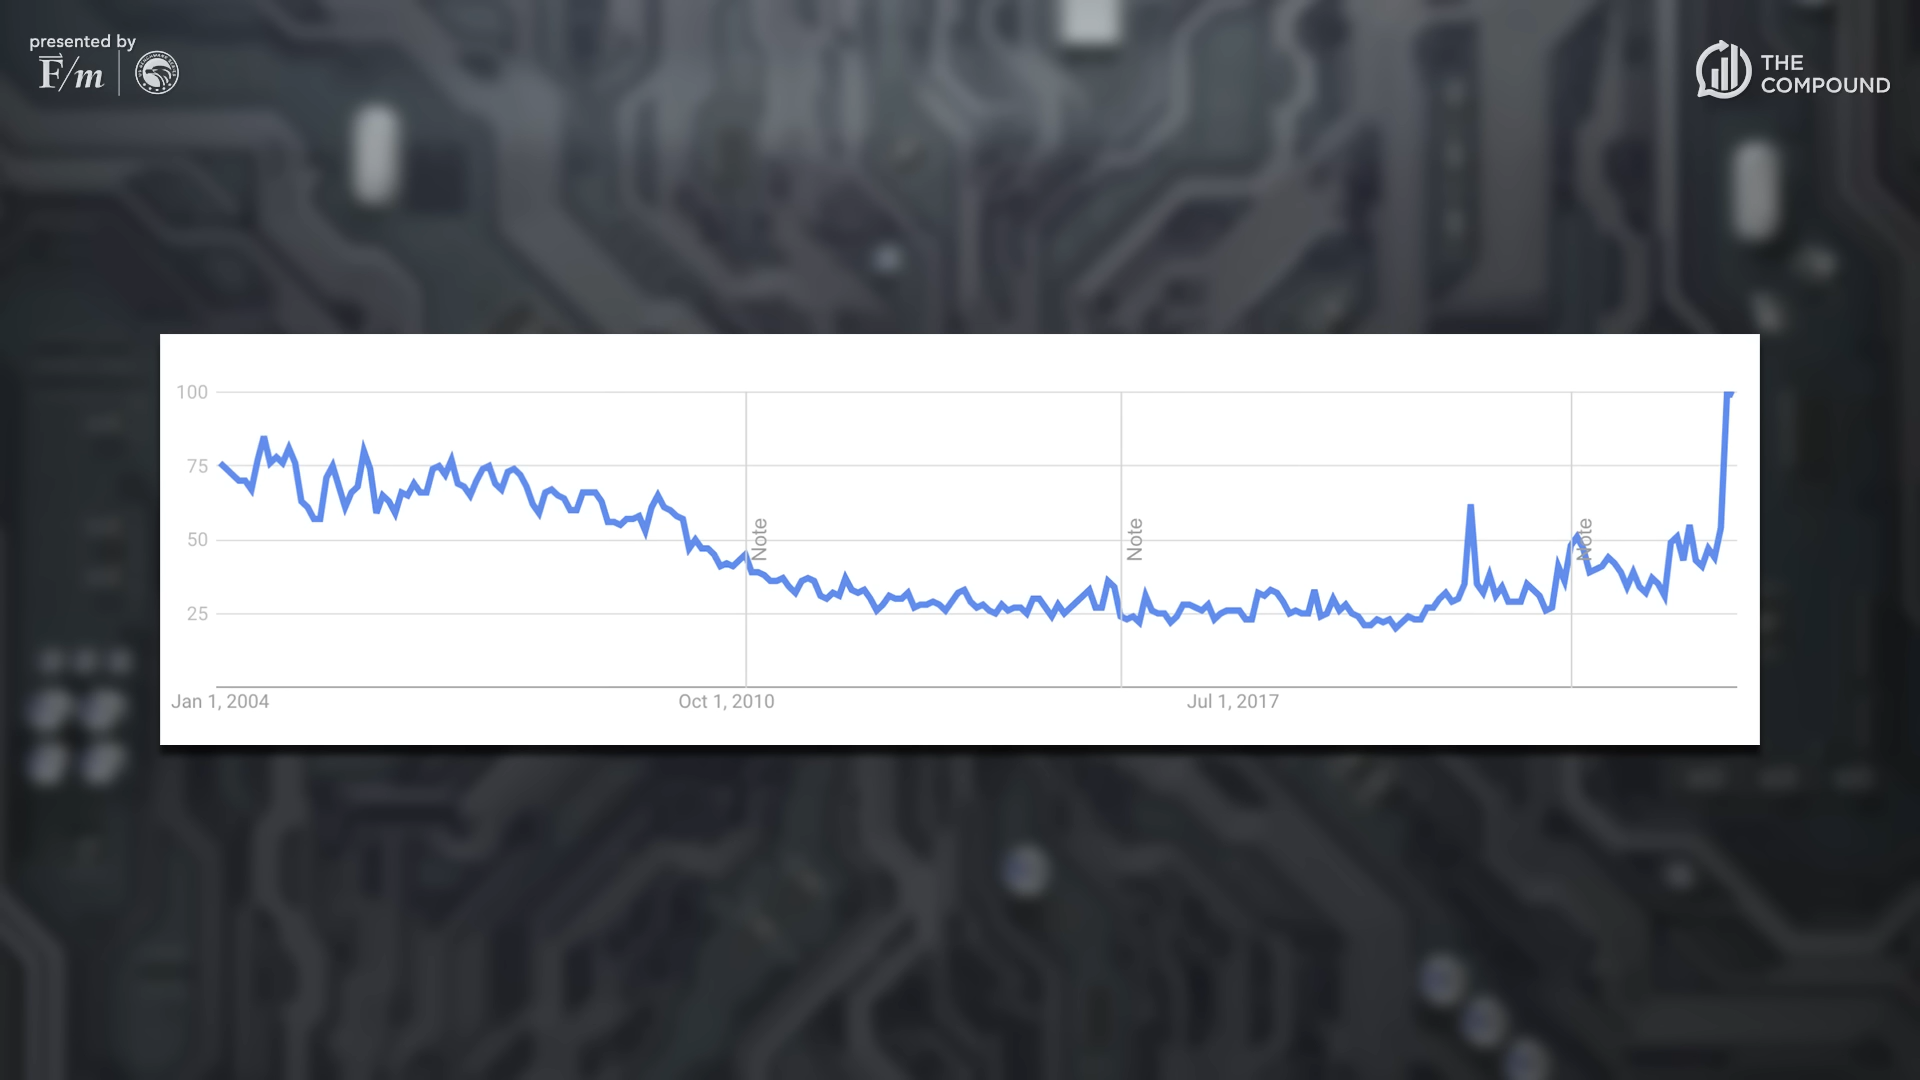 presented by
F/m
THE
COMPOUND
100
75
50
25
Note
Note
Note
Jan 1, 2004
Oct 1, 2010
Jul 1, 2017